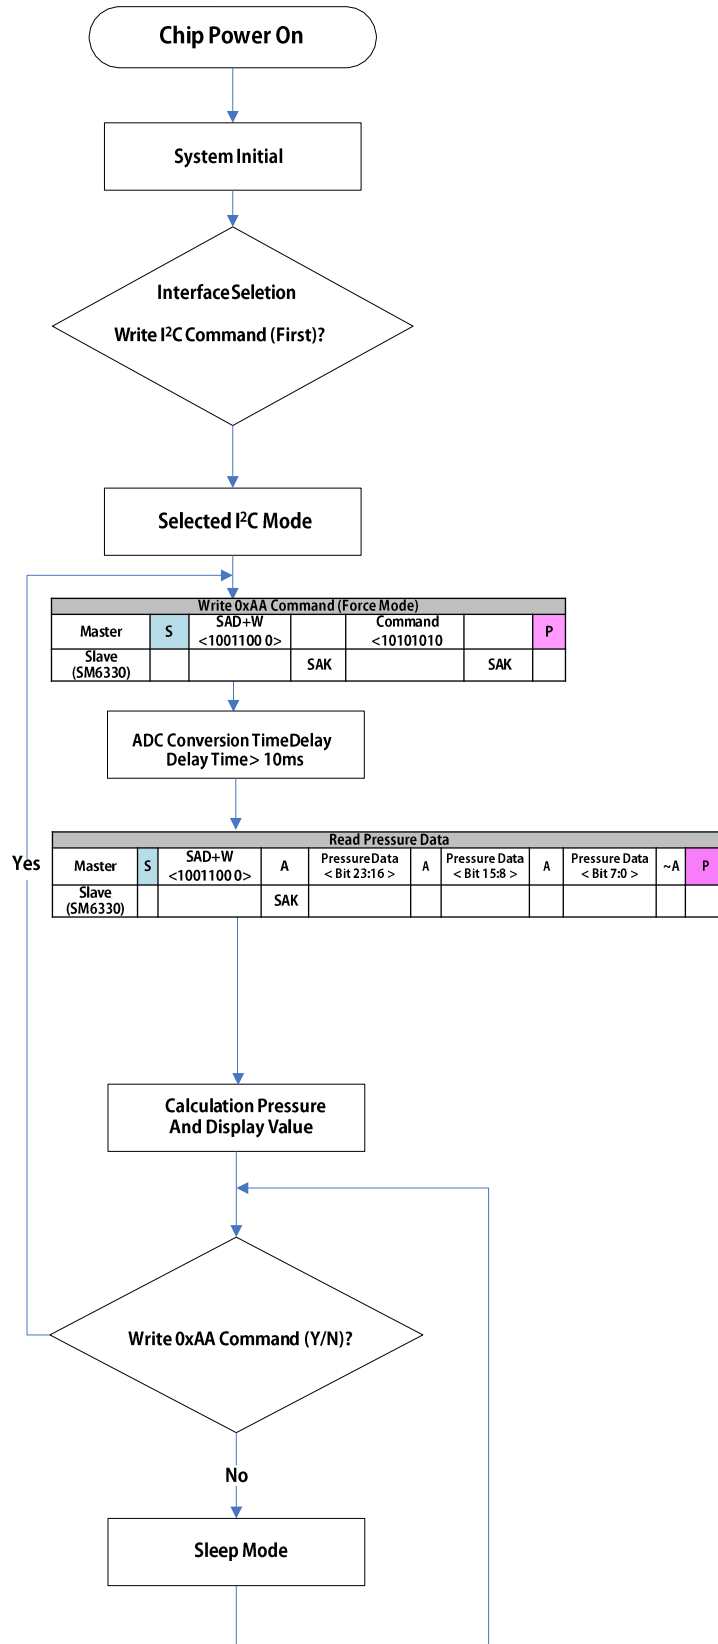 Chip Power On
System Initial
Interface Seletion
Write I²C Command (First)?
Selected I²C Mode
Write 0xAA Command (Force Mode)
Master S SAD+W Command P
<1001100 0> <10101010
Slave SAK SAK
(SM6330)
ADC Conversion TimeDelay
Delay Time> 10ms
Read Pressure Data
Master S SAD+W A PressureData A Pressure Data A Pressure Data ~A P
<1001100 0> < Bit 23:16 > < Bit 15:8 > < Bit 7:0 >
Slave SAK
(SM6330)
Yes
Calculation Pressure
And Display Value
Write 0xAA Command (Y/N)?
No
Sleep Mode